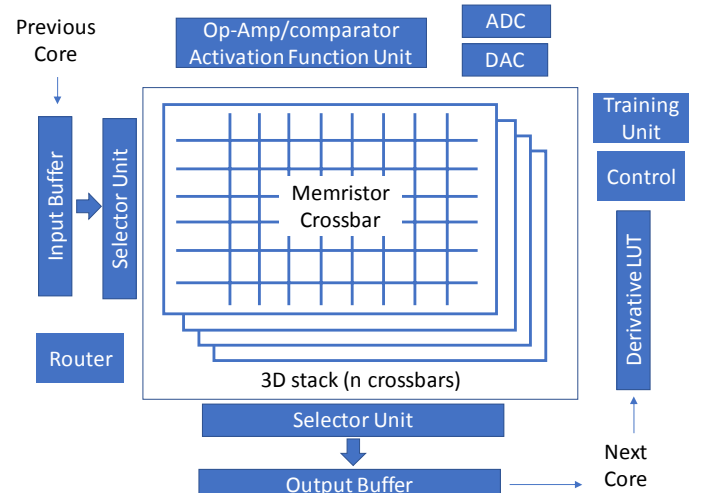 Previous
Core
Op-Amp/comparator
Activation Function Unit
ADC
DAC
Training
Unit
Control
Input Buffer
Selector Unit
Memristor
Crossbar
Derivative LUT
Router
3D stack (n crossbars)
Selector Unit
Output Buffer
Next
Core